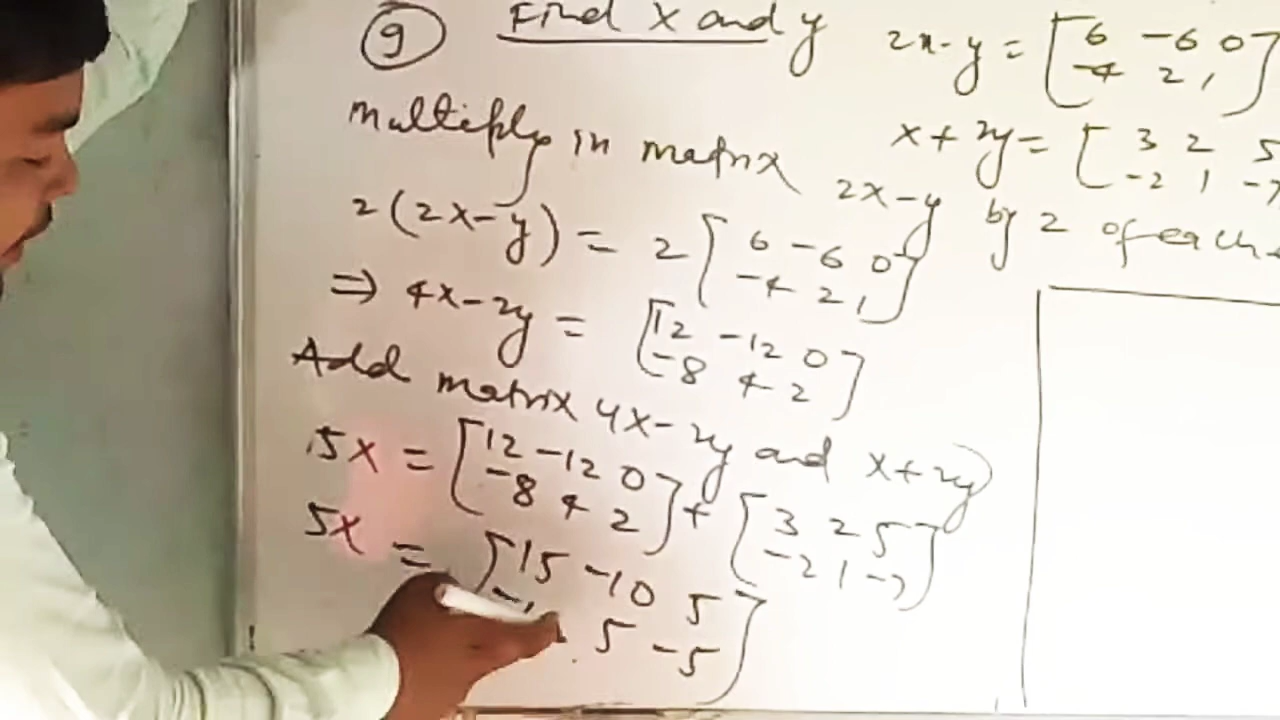 9 Find x and y 2x-y = [ 6 -6 0
-4 2 1 ]
x+2y = [ 3 2 5
-2 1 -7
multiply in matrix 2x-y by 2 of each
2(2x-y) = 2 [ 6 -6 0
-4 2 1 ]
⇒ 4x-2y = [ 12 -12 0
-8 4 2 ]
Add matrix 4x-2y and x+2y)
5x = [ 12 -12 0
-8 4 2 ] + [ 3 2 5
-2 1 -7 ]
5x = [ 15 -10 5
5 -5 ]